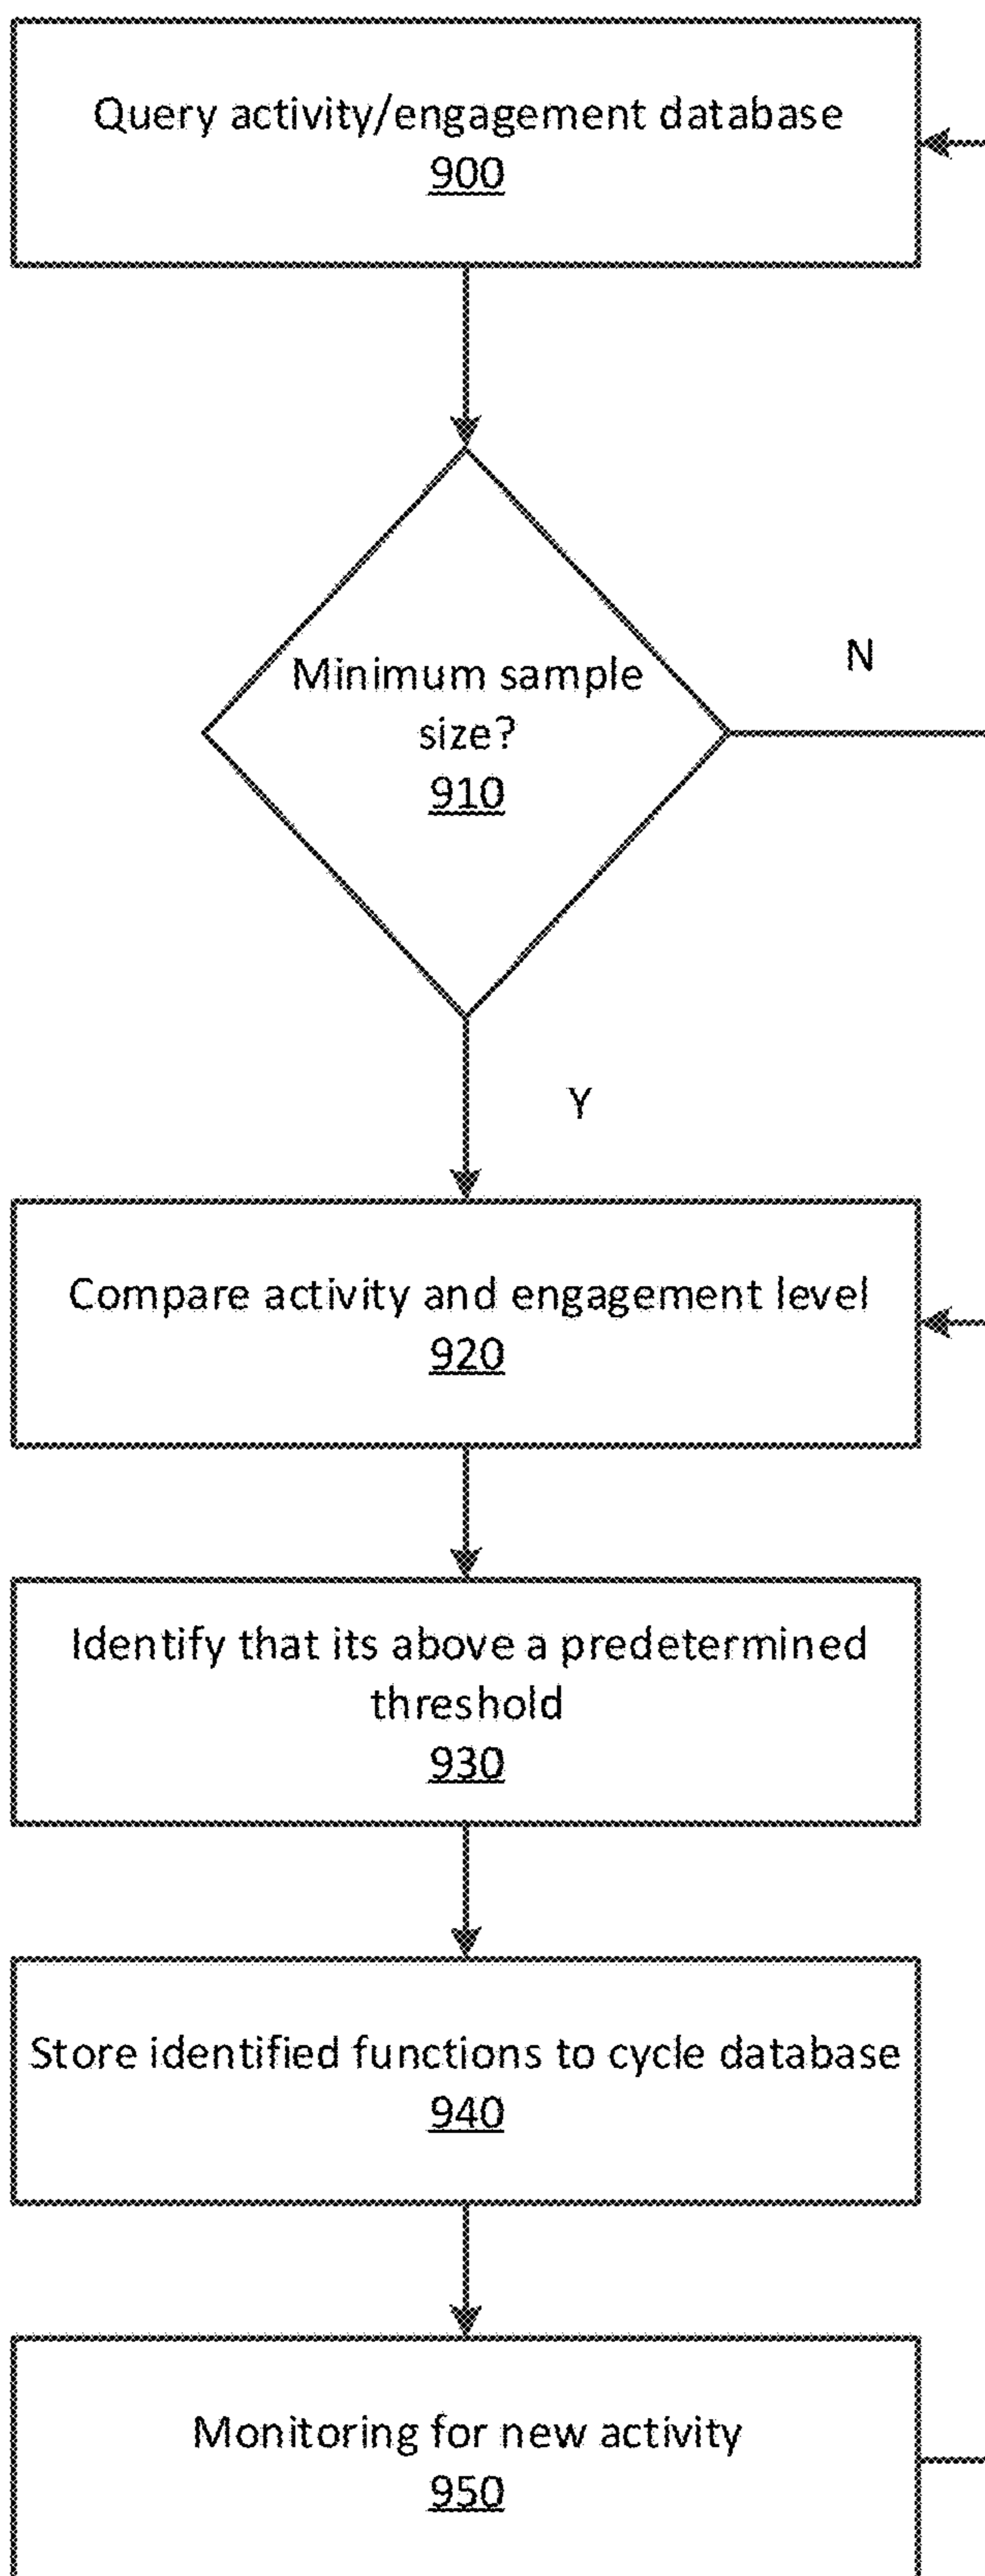 Query activity/engagement database
900
N
Minimum sample
size?
910
Y
Compare activity and engagement level
920
Identify that its above a predetermined
threshold
930
Store identified functions to cycle database
940
Monitoring for new activity
950